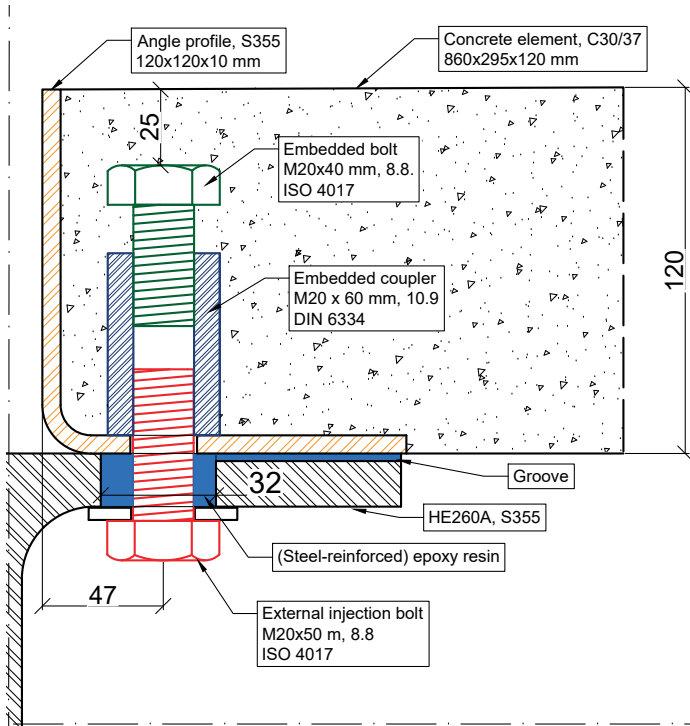 Angle profile, S355
120x120x10 mm
Concrete element, C30/37
860x295x120 mm
25
Embedded bolt
M20x40 mm, 8.8.
ISO 4017
120
Embedded coupler
M20 x 60 mm, 10.9
DIN 6334
32
Groove
HE260A, S355
(Steel-reinforced) epoxy resin
47
External injection bolt
M20x50 m, 8.8
ISO 4017